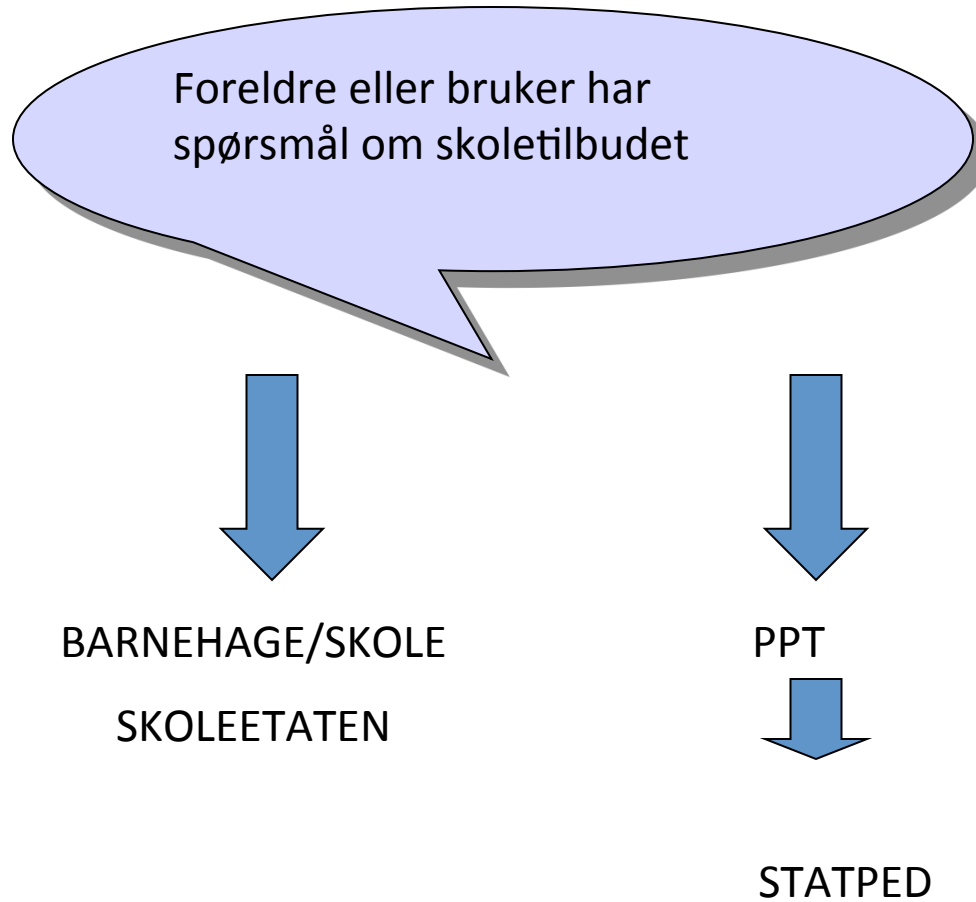 Foreldre eller bruker har
spørsmål om skoletilbudet
BARNEHAGE/SKOLE
SKOLEETATEN
PPT
STATPED